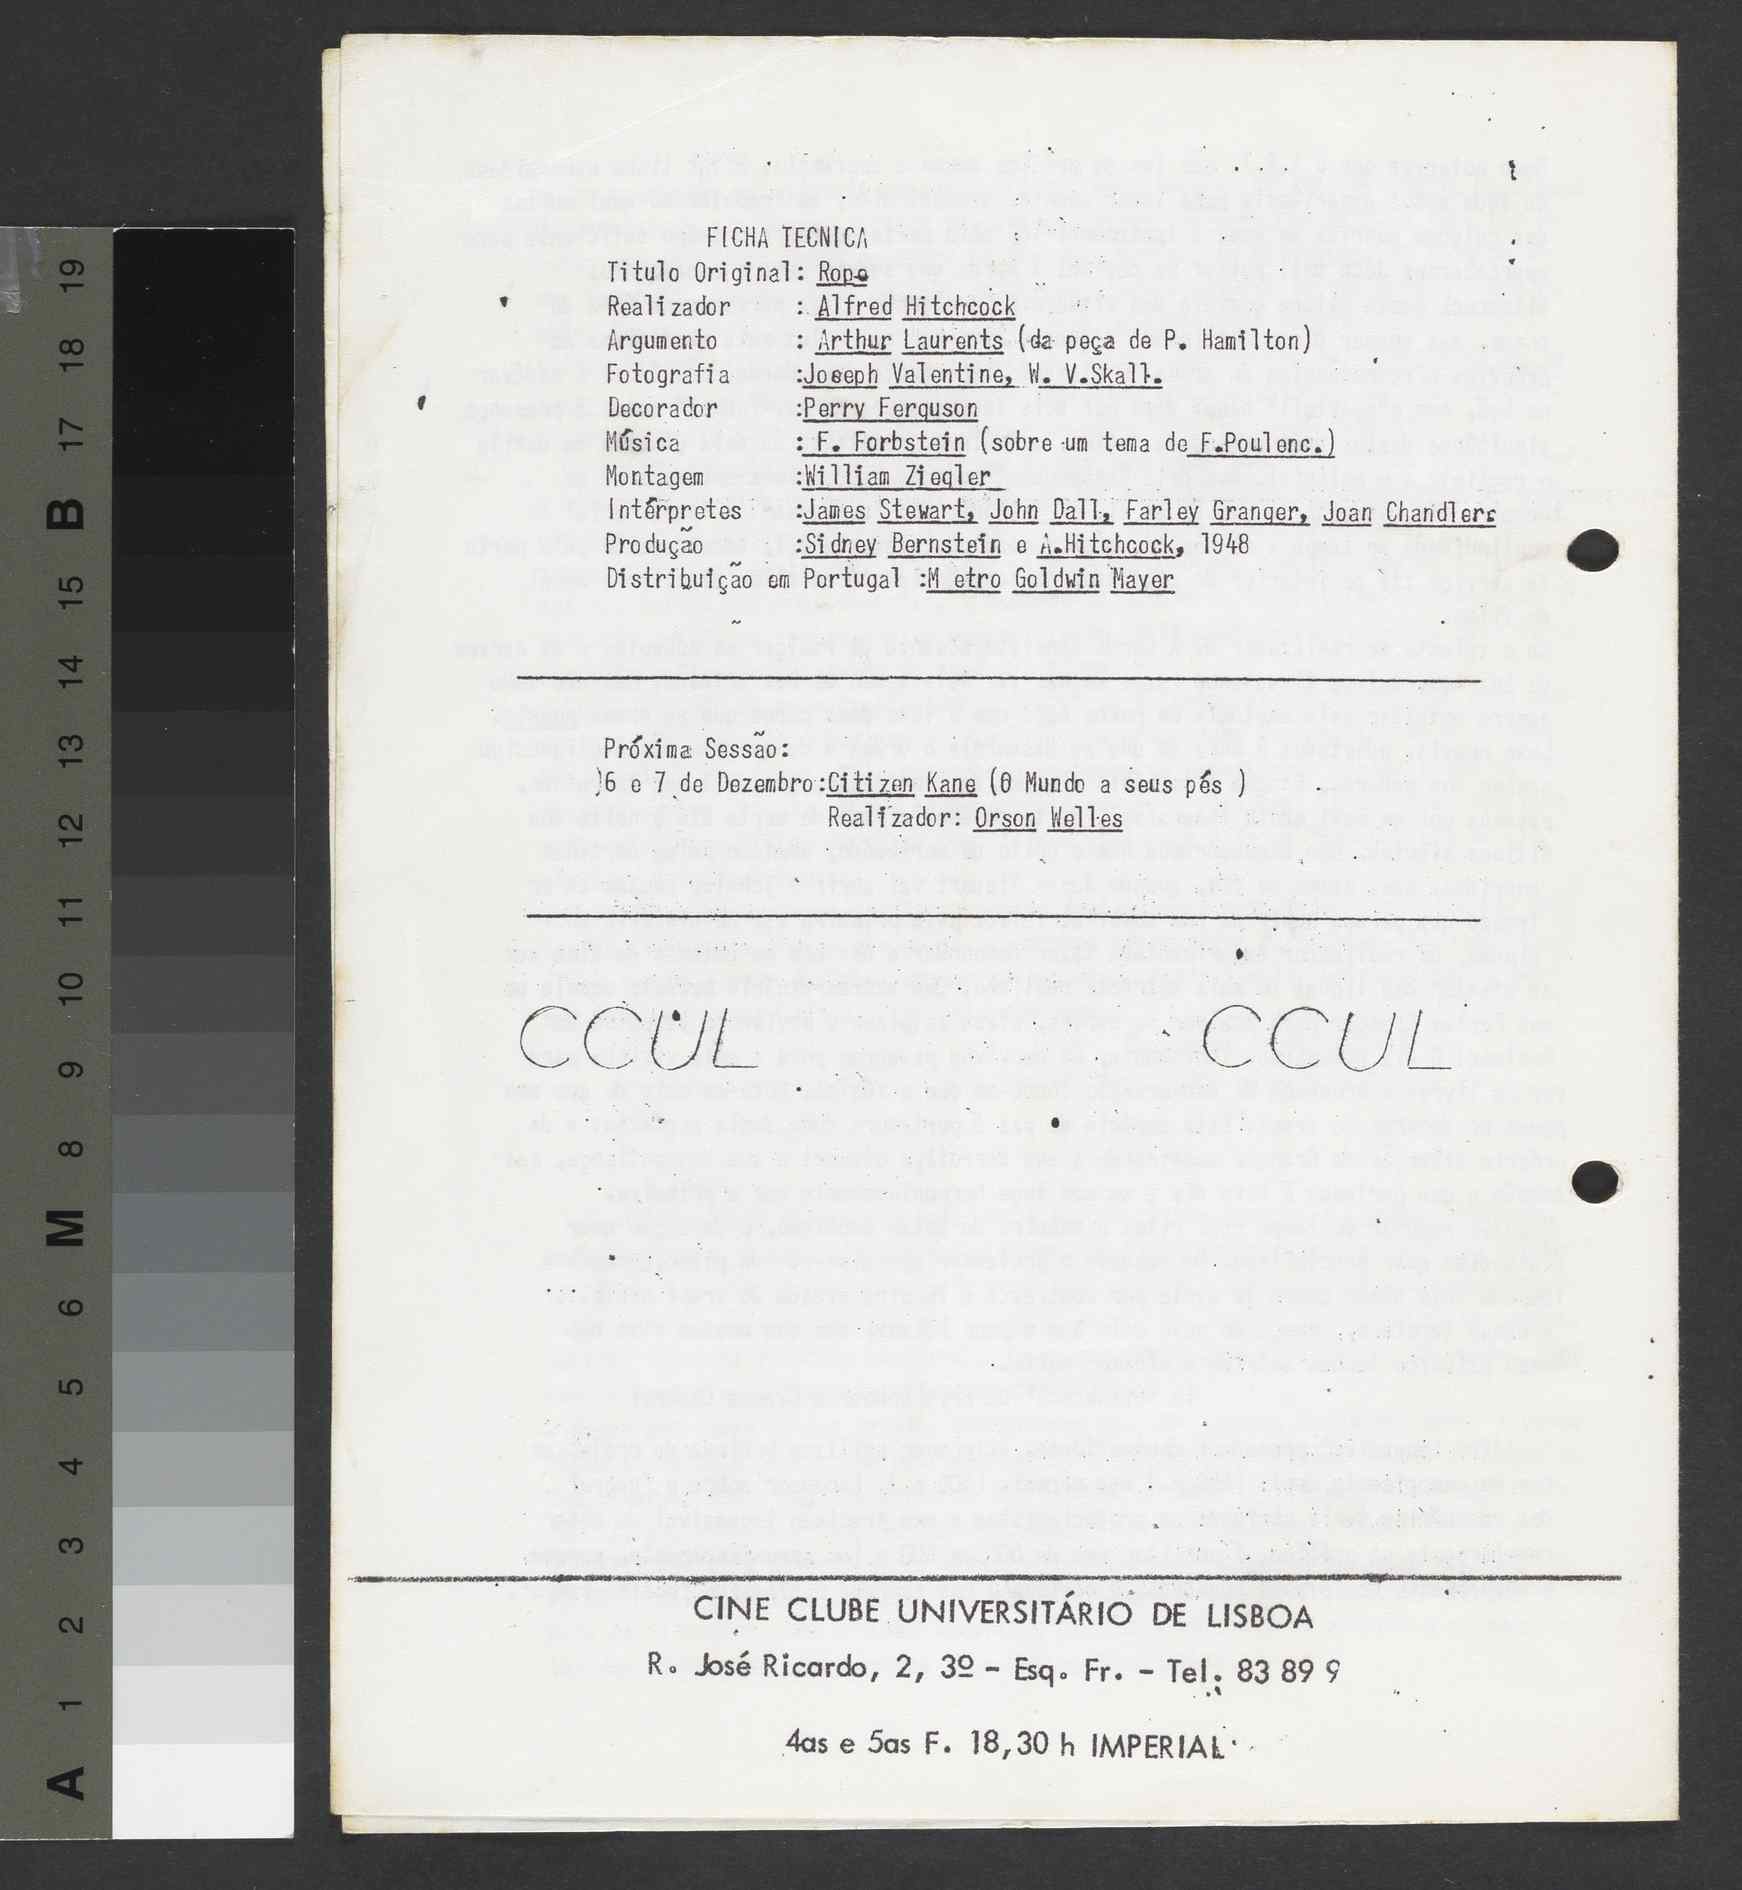 FICHA TECNICA
Titulo Original: Rope
Realizador : Alfred Hitchcock
Argumento : Arthur Laurents (da peça de P. Hamilton)
Fotografia :Joseph Valentine, W. V.Skall.
Decorador :Perry Ferguson
Música : F. Forbstein (sobre um tema de F.Poulenc.)
Montagem :William Ziegler
Intérpretes :James Stewart, John Dall, Farley Granger, Joan Chandlers
Produção :Sidney Bernstein e A.Hitchcock, 1948
Distribuição em Portugal :M etro Goldwin Mayer
Próxima Sessão:
)6 e 7 de Dezembro:Citizen Kane (O Mundo a seus pés )
Realizador: Orson Welles
CCUL CCUL
CINE CLUBE UNIVERSITÁRIO DE LISBOA
R. José Ricardo, 2, 3º - Esq. Fr. - Tel. 83 89 9
4as e 5as F. 18,30 h IMPERIAL
19
18
17
B
15
14
13
12
11
10
9
8
M
6
5
4
3
2
1
A